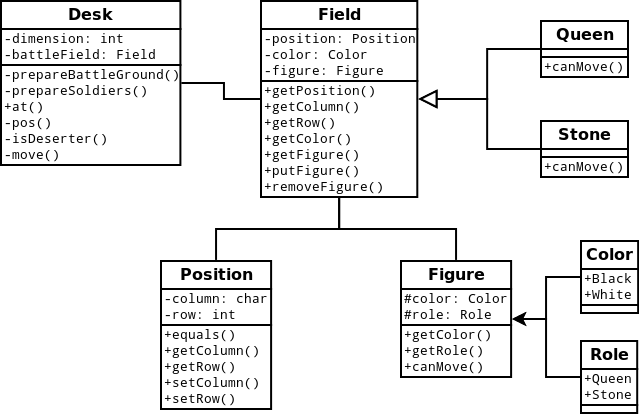 Desk
-dimension: int
-battleField: Field
-prepareBattleGround()
-prepareSoldiers()
+at()
-pos()
-isDeserter()
-move()
Field
-position: Position
-color: Color
-figure: Figure
+getPosition()
+getColumn()
+getRow()
+getColor()
+getFigure()
+putFigure()
+removeFigure()
Queen
+canMove()
Stone
+canMove()
Position
-column: char
-row: int
+equals()
+getColumn()
+getRow()
+setColumn()
+setRow()
Figure
#color: Color
#role: Role
+getColor()
+getRole()
+canMove()
Color
+Black
+White
Role
+Queen
+Stone